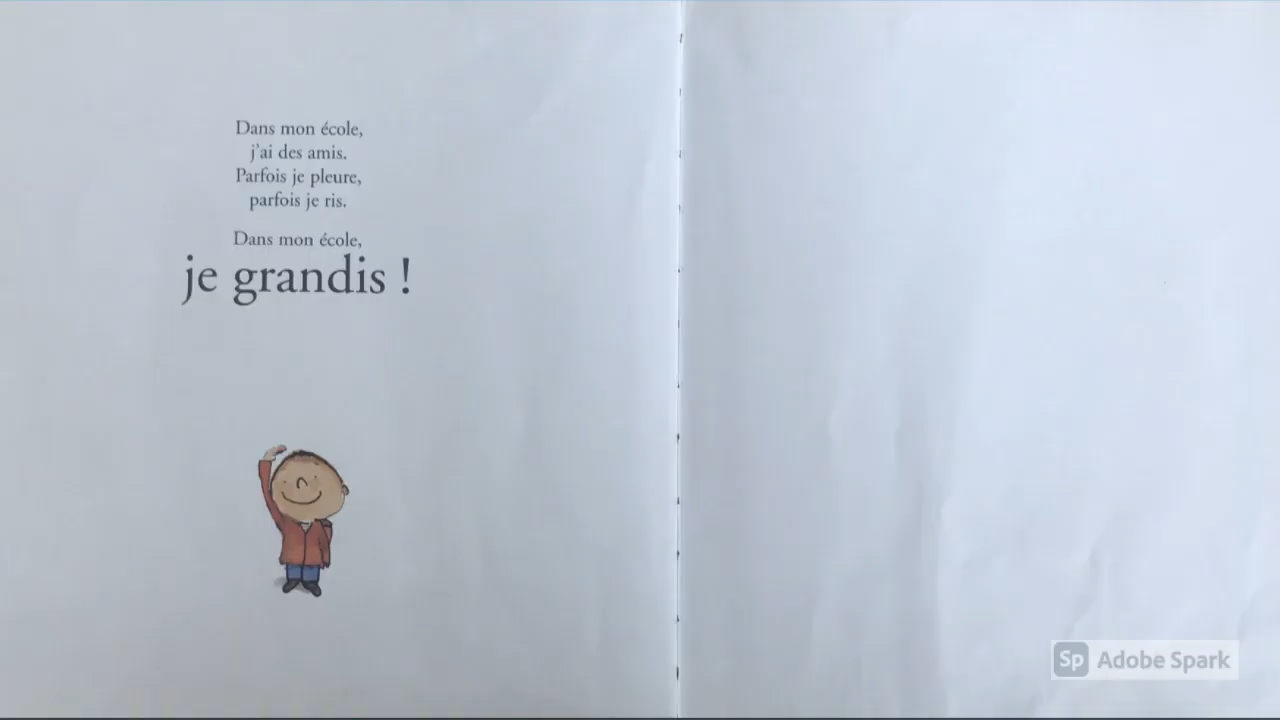 Dans mon école,
j'ai des amis.
Parfois je pleure,
parfois je ris.
Dans mon école,
je grandis !
Sp Adobe Spark